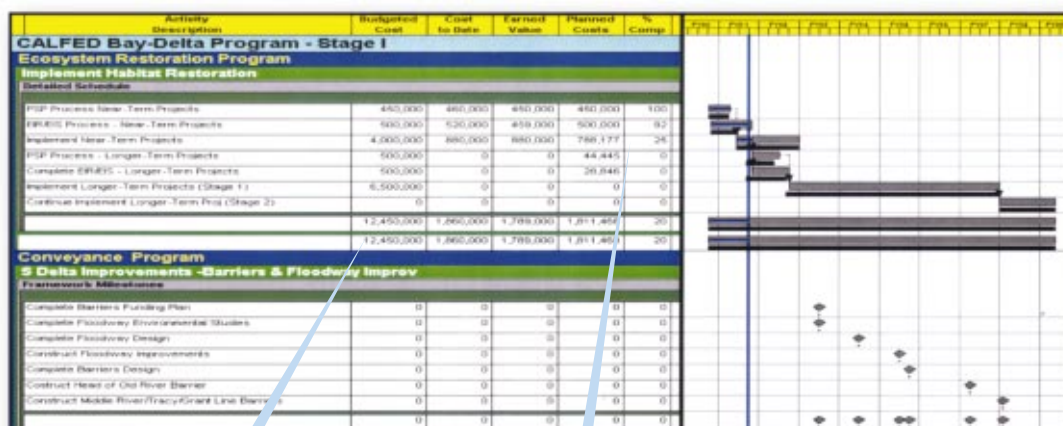 Activity Description Budgeted Cost Cost to Date Earned Value Planned Costs % Comp
CALFED Bay-Delta Program - Stage I
Ecosystem Restoration Program
Implement Habitat Restoration
Detailed Schedule
PSP Process Near-Term Projects 450,000 460,000 450,000 450,000 100
EIR/EIS Process - Near-Term Projects 500,000 520,000 459,000 500,000 92
Implement Near-Term Projects 4,000,000 880,000 880,000 788,177 25
PSP Process - Longer-Term Projects 500,000 0 0 44,445 0
Complete EIR/EIS - Longer-Term Projects 500,000 0 0 28,846 0
Implement Longer-Term Projects (Stage 1) 6,500,000 0 0 0 0
Continue Implement Longer-Term Proj (Stage 2) 0 0 0 0 0
12,450,000 1,860,000 1,789,000 1,811,468 20
12,450,000 1,860,000 1,789,000 1,811,468 20
Conveyance Program
S Delta Improvements -Barriers & Floodway Improv
Framework Milestones
Complete Barriers Funding Plan 0 0 0 0 0
Complete Floodway Environmental Studies 0 0 0 0 0
Complete Floodway Design 0 0 0 0 0
Construct Floodway Improvements 0 0 0 0 0
Complete Barriers Design 0 0 0 0 0
Costruct Head of Old River Barrier 0 0 0 0 0
Construct Middle River/Tracy/Grant Line Barriers 0 0 0 0 0
0 0 0 0 0